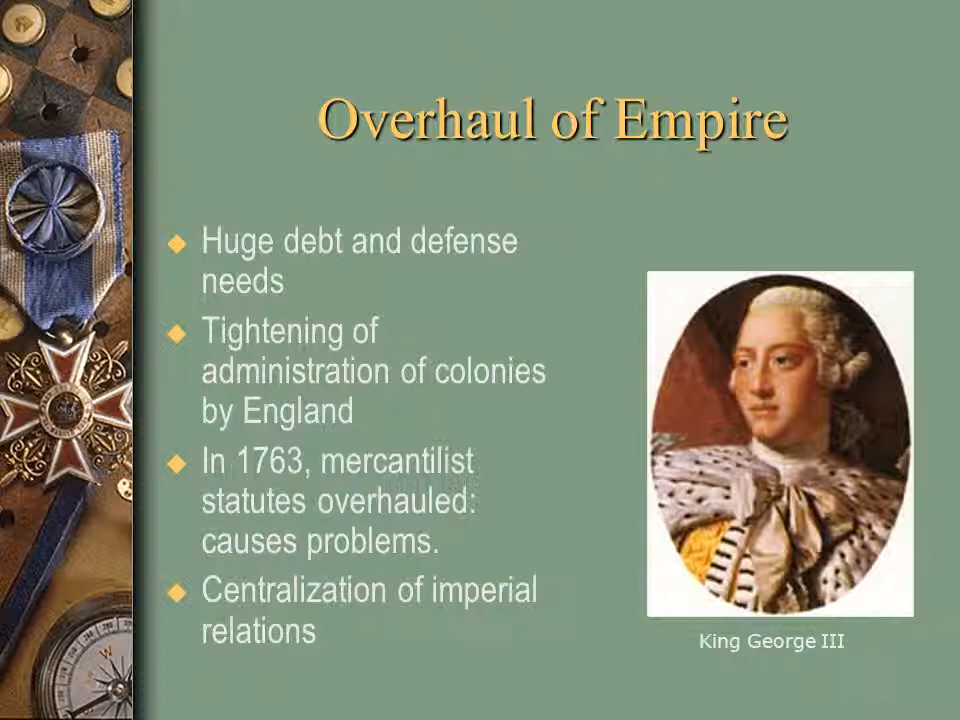 Overhaul of Empire
Huge debt and defense
needs
Tightening of
administration of colonies
by England
In 1763, mercantilist
statutes overhauled:
causes problems.
Centralization of imperial
relations
King George III